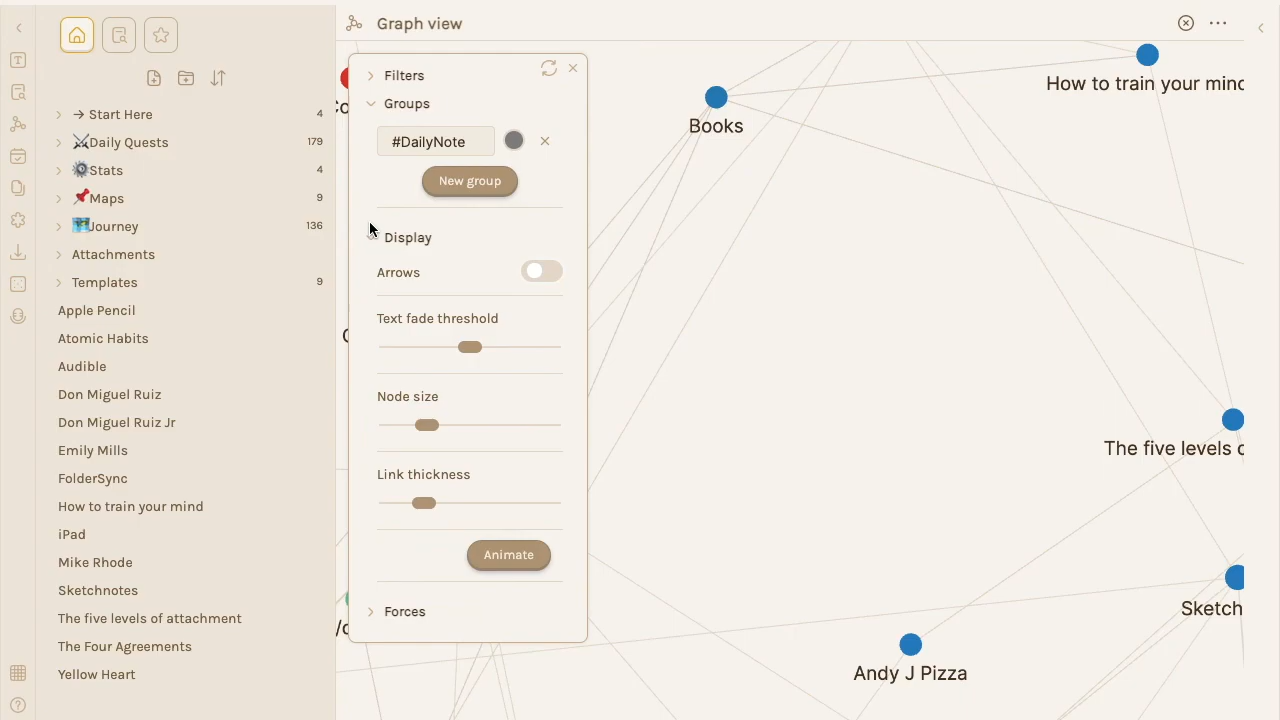 Graph view
→ Start Here 4
Daily Quests 179
Stats 4
Maps 9
Journey 136
Attachments
Templates 9
Apple Pencil
Atomic Habits
Audible
Don Miguel Ruiz
Don Miguel Ruiz Jr
Emily Mills
FolderSync
How to train your mind
iPad
Mike Rhode
Sketchnotes
The five levels of attachment
The Four Agreements
Yellow Heart
Filters
Groups
#DailyNote
New group
Display
Arrows
Text fade threshold
Node size
Link thickness
Animate
Forces
How to train your mind
Books
The five levels o
Sketch
Andy J Pizza